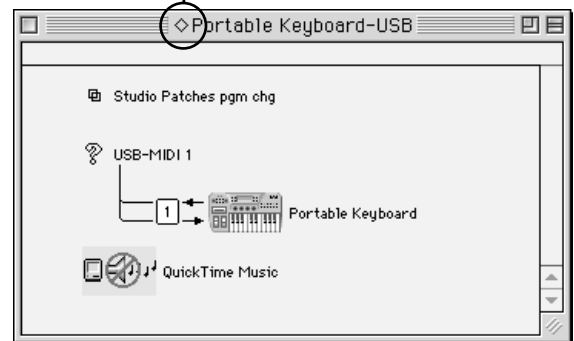 ◇Portable Keyboard-USB
Studio Patches pgm chg
USB-MIDI 1
1
Portable Keyboard
QuickTime Music